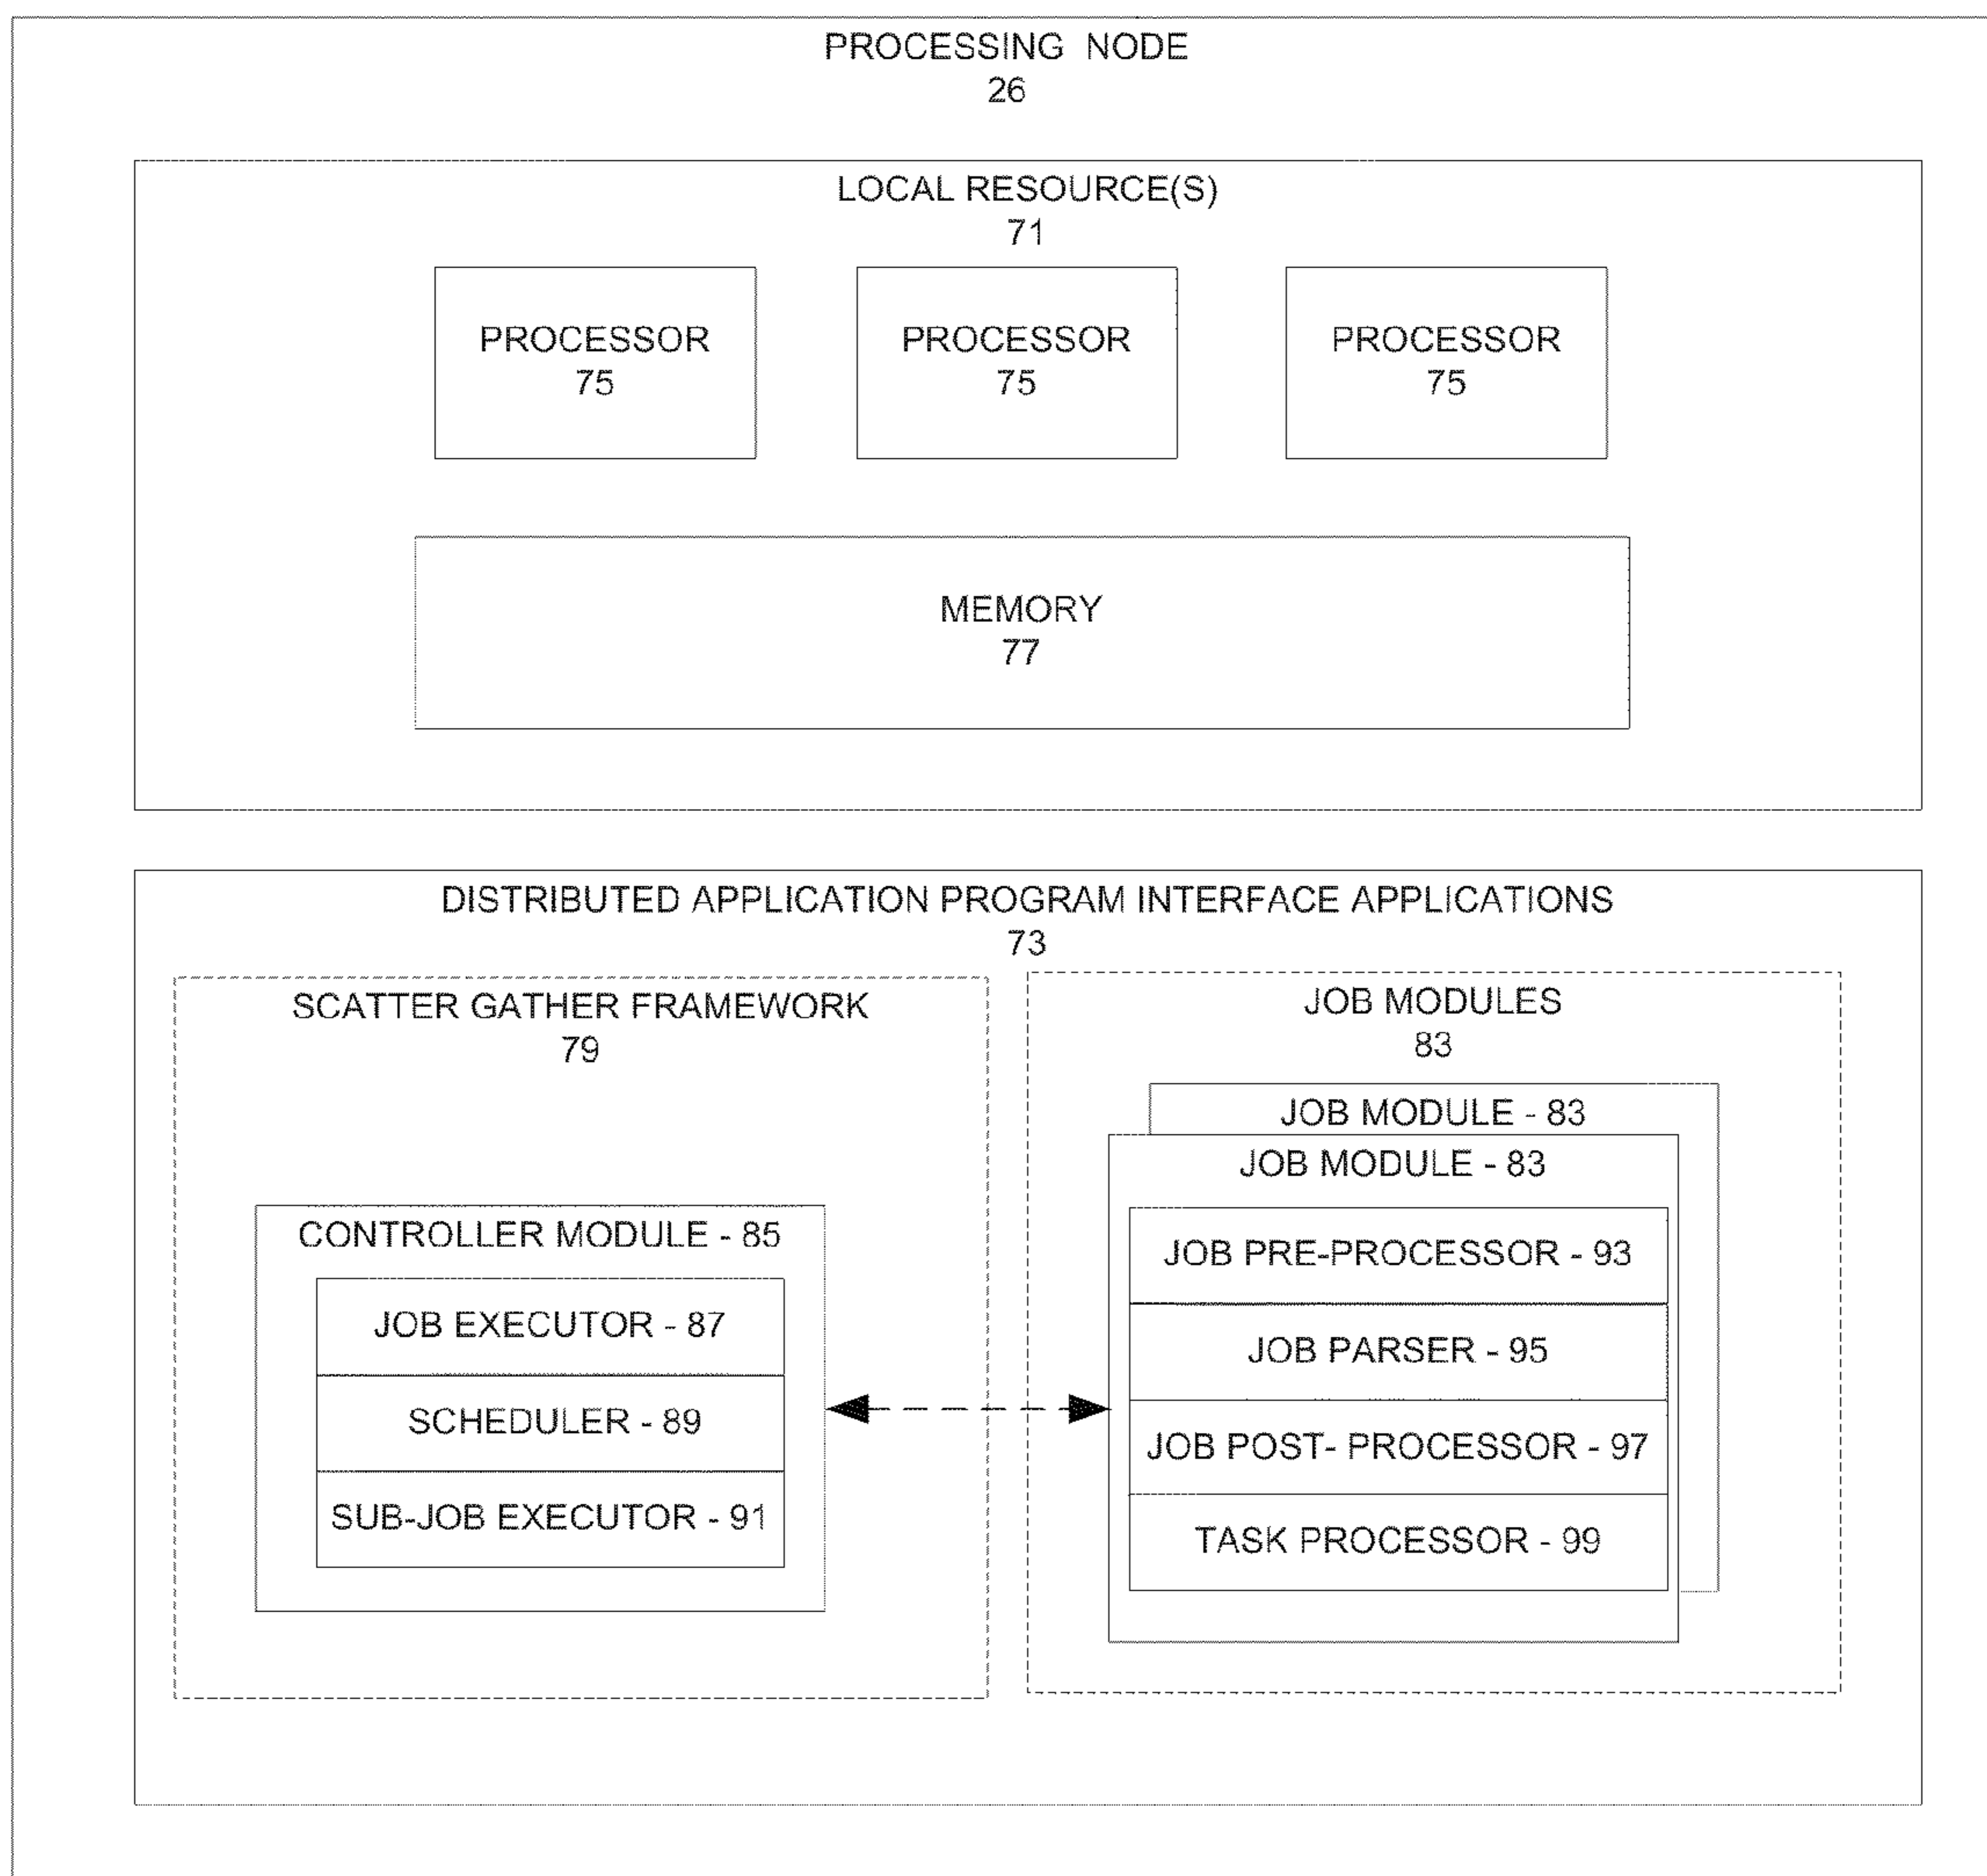 PROCESSING NODE
26
LOCAL RESOURCE(S)
71
PROCESSOR
75
PROCESSOR
75
PROCESSOR
75
MEMORY
77
DISTRIBUTED APPLICATION PROGRAM INTERFACE APPLICATIONS
73
SCATTER GATHER FRAMEWORK
79
CONTROLLER MODULE - 85
JOB EXECUTOR - 87
SCHEDULER - 89
SUB-JOB EXECUTOR - 91
JOB MODULES
83
JOB MODULE - 83
JOB MODULE - 83
JOB PRE-PROCESSOR - 93
JOB PARSER - 95
JOB POST- PROCESSOR - 97
TASK PROCESSOR - 99